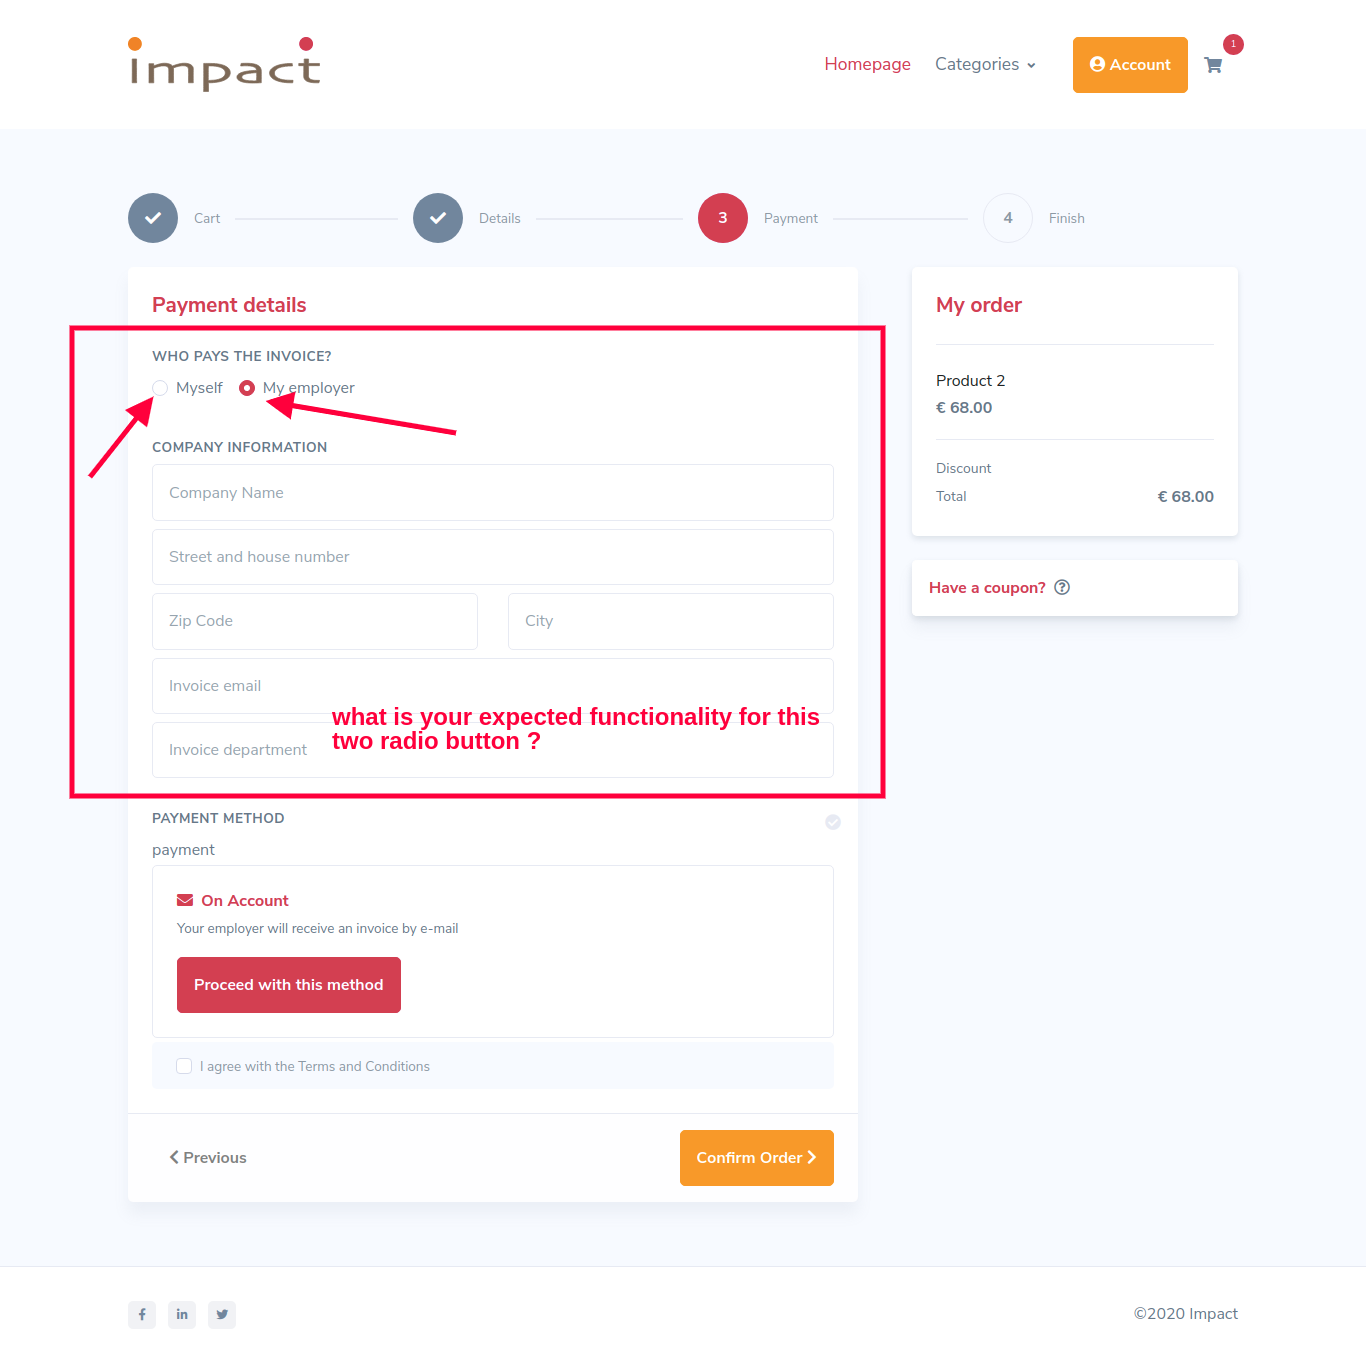 impact
Homepage
Categories
Account
1
Cart
Details
3
Payment
4
Finish
Payment details
WHO PAYS THE INVOICE?
Myself
My employer
COMPANY INFORMATION
Company Name
Street and house number
Zip Code
City
Invoice email
what is your expected functionality for this
two radio button ?
Invoice department
PAYMENT METHOD
payment
On Account
Your employer will receive an invoice by e-mail
Proceed with this method
I agree with the Terms and Conditions
Previous
Confirm Order
My order
Product 2
€ 68.00
Discount
Total
€ 68.00
Have a coupon?
©2020 Impact